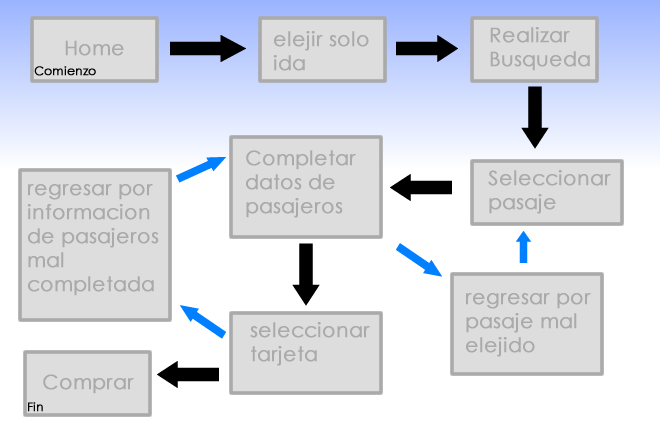 Home
Comienzo
elejir solo
ida
Realizar
Busqueda
Completar
datos de
pasajeros
Seleccionar
pasaje
regresar por
informacion
de pasajeros
mal
completada
regresar por
pasaje mal
elejido
seleccionar
tarjeta
Comprar
Fin